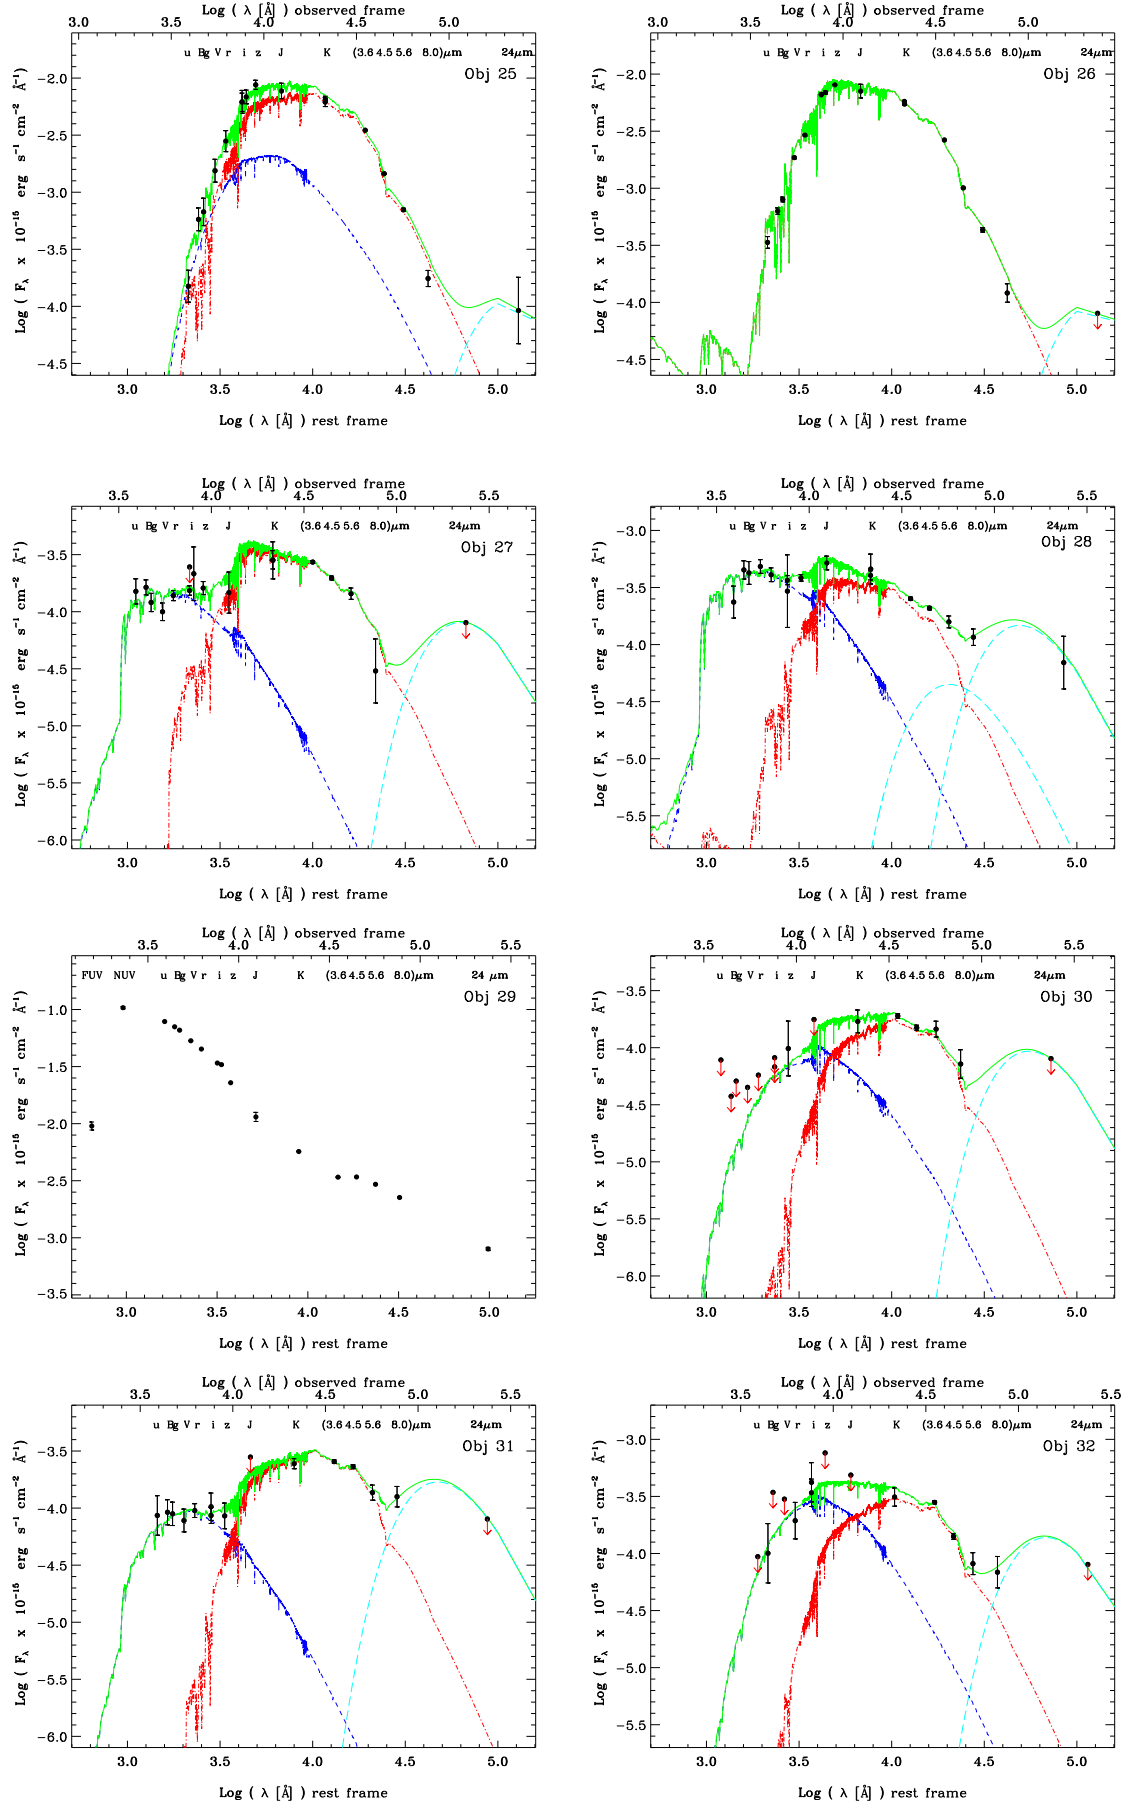 Log ( λ [Å] ) observed frame
3.0 3.5 4.0 4.5 5.0
u Bg V r i z J K (3.6 4.5 5.6 8.0)μm 24μm
Obj 25
Log ( Fλ x 10⁻¹⁵ erg s⁻¹ cm⁻² Å⁻¹)
−2.0
−2.5
−3.0
−3.5
−4.0
−4.5
3.0 3.5 4.0 4.5 5.0
Log ( λ [Å] ) rest frame
Log ( λ [Å] ) observed frame
3.0 3.5 4.0 4.5 5.0
u Bg V r i z J K (3.6 4.5 5.6 8.0)μm 24μm
Obj 26
Log ( Fλ x 10⁻¹⁵ erg s⁻¹ cm⁻² Å⁻¹)
−2.0
−2.5
−3.0
−3.5
−4.0
−4.5
3.0 3.5 4.0 4.5 5.0
Log ( λ [Å] ) rest frame
Log ( λ [Å] ) observed frame
3.5 4.0 4.5 5.0 5.5
u Bg V r i z J K (3.6 4.5 5.6 8.0)μm 24μm
Obj 27
Log ( Fλ x 10⁻¹⁵ erg s⁻¹ cm⁻² Å⁻¹)
−3.5
−4.0
−4.5
−5.0
−5.5
−6.0
3.0 3.5 4.0 4.5 5.0
Log ( λ [Å] ) rest frame
Log ( λ [Å] ) observed frame
3.5 4.0 4.5 5.0 5.5
u Bg V r i z J K (3.6 4.5 5.6 8.0)μm 24μm
Obj 28
Log ( Fλ x 10⁻¹⁵ erg s⁻¹ cm⁻² Å⁻¹)
−3.0
−3.5
−4.0
−4.5
−5.0
−5.5
3.0 3.5 4.0 4.5 5.0
Log ( λ [Å] ) rest frame
Log ( λ [Å] ) observed frame
3.5 4.0 4.5 5.0 5.5
FUV NUV u Bg V r i z J K (3.6 4.5 5.6 8.0)μm 24 μm
Obj 29
Log ( Fλ x 10⁻¹⁵ erg s⁻¹ cm⁻² Å⁻¹)
−1.0
−1.5
−2.0
−2.5
−3.0
−3.5
3.0 3.5 4.0 4.5 5.0
Log ( λ [Å] ) rest frame
Log ( λ [Å] ) observed frame
3.5 4.0 4.5 5.0 5.5
u Bg V r i z J K (3.6 4.5 5.6 8.0)μm 24μm
Obj 30
Log ( Fλ x 10⁻¹⁵ erg s⁻¹ cm⁻² Å⁻¹)
−3.5
−4.0
−4.5
−5.0
−5.5
−6.0
3.0 3.5 4.0 4.5 5.0
Log ( λ [Å] ) rest frame
Log ( λ [Å] ) observed frame
3.5 4.0 4.5 5.0 5.5
u Bg V r i z J K (3.6 4.5 5.6 8.0)μm 24μm
Obj 31
Log ( Fλ x 10⁻¹⁵ erg s⁻¹ cm⁻² Å⁻¹)
−3.5
−4.0
−4.5
−5.0
−5.5
−6.0
3.0 3.5 4.0 4.5 5.0
Log ( λ [Å] ) rest frame
Log ( λ [Å] ) observed frame
3.5 4.0 4.5 5.0 5.5
u Bg V r i z J K (3.6 4.5 5.6 8.0)μm 24μm
Obj 32
Log ( Fλ x 10⁻¹⁵ erg s⁻¹ cm⁻² Å⁻¹)
−3.0
−3.5
−4.0
−4.5
−5.0
−5.5
3.0 3.5 4.0 4.5 5.0
Log ( λ [Å] ) rest frame